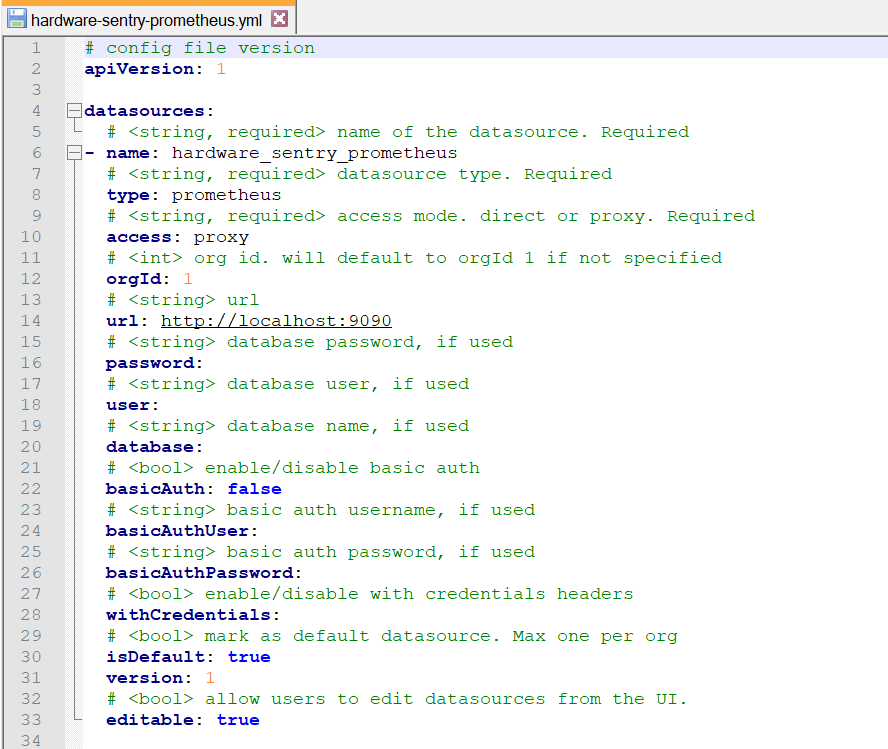 hardware-sentry-prometheus.yml
1 # config file version
2 apiVersion: 1
3
4 datasources:
5 # <string, required> name of the datasource. Required
6 - name: hardware_sentry_prometheus
7 # <string, required> datasource type. Required
8 type: prometheus
9 # <string, required> access mode. direct or proxy. Required
10 access: proxy
11 # <int> org id. will default to orgId 1 if not specified
12 orgId: 1
13 # <string> url
14 url: http://localhost:9090
15 # <string> database password, if used
16 password:
17 # <string> database user, if used
18 user:
19 # <string> database name, if used
20 database:
21 # <bool> enable/disable basic auth
22 basicAuth: false
23 # <string> basic auth username, if used
24 basicAuthUser:
25 # <string> basic auth password, if used
26 basicAuthPassword:
27 # <bool> enable/disable with credentials headers
28 withCredentials:
29 # <bool> mark as default datasource. Max one per org
30 isDefault: true
31 version: 1
32 # <bool> allow users to edit datasources from the UI.
33 editable: true
34